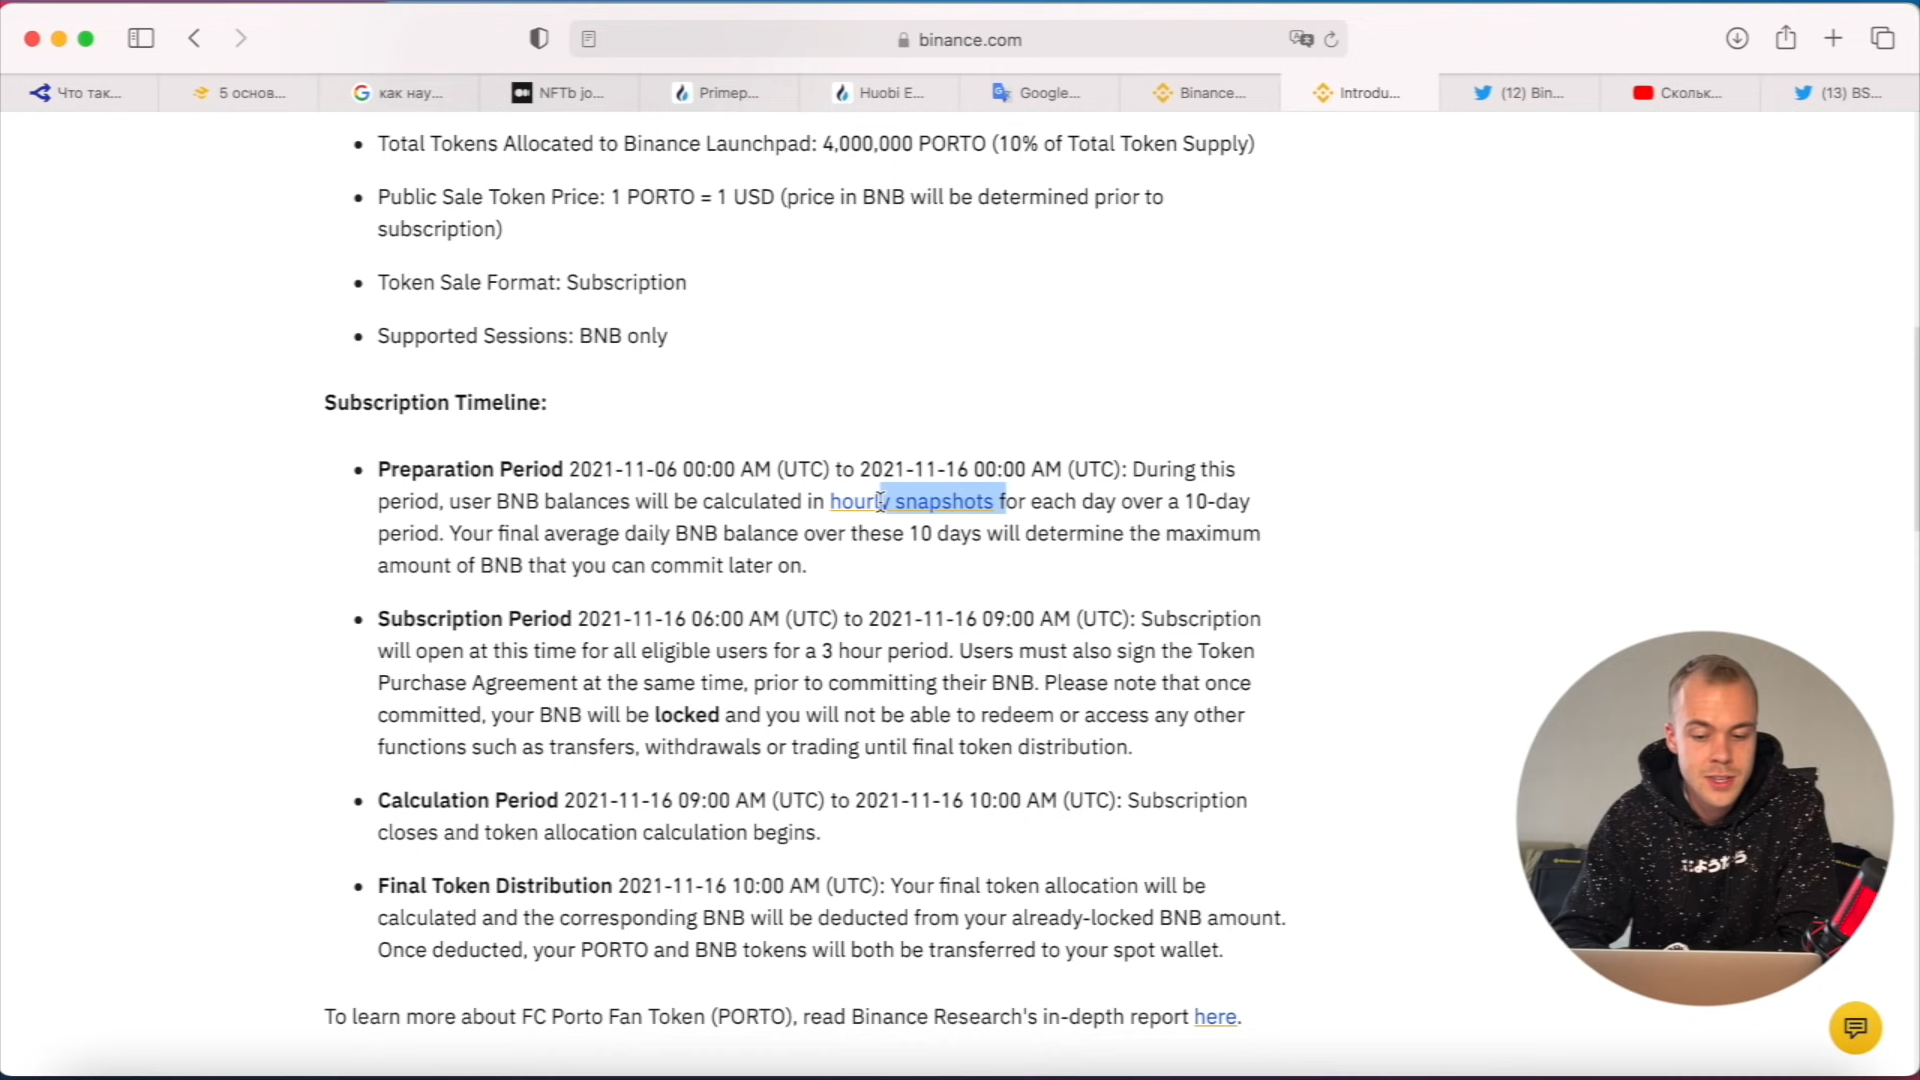 binance.com
Что так...
5 основ...
как нау...
NFTb jo...
Primep...
Huobi E...
Google...
Binance...
Introdu...
(12) Bin...
Скольк...
(13) BS...
• Total Tokens Allocated to Binance Launchpad: 4,000,000 PORTO (10% of Total Token Supply)
• Public Sale Token Price: 1 PORTO = 1 USD (price in BNB will be determined prior to
subscription)
• Token Sale Format: Subscription
• Supported Sessions: BNB only
Subscription Timeline:
• Preparation Period 2021-11-06 00:00 AM (UTC) to 2021-11-16 00:00 AM (UTC): During this
period, user BNB balances will be calculated in hourly snapshots for each day over a 10-day
period. Your final average daily BNB balance over these 10 days will determine the maximum
amount of BNB that you can commit later on.
• Subscription Period 2021-11-16 06:00 AM (UTC) to 2021-11-16 09:00 AM (UTC): Subscription
will open at this time for all eligible users for a 3 hour period. Users must also sign the Token
Purchase Agreement at the same time, prior to committing their BNB. Please note that once
committed, your BNB will be locked and you will not be able to redeem or access any other
functions such as transfers, withdrawals or trading until final token distribution.
• Calculation Period 2021-11-16 09:00 AM (UTC) to 2021-11-16 10:00 AM (UTC): Subscription
closes and token allocation calculation begins.
• Final Token Distribution 2021-11-16 10:00 AM (UTC): Your final token allocation will be
calculated and the corresponding BNB will be deducted from your already-locked BNB amount.
Once deducted, your PORTO and BNB tokens will both be transferred to your spot wallet.
To learn more about FC Porto Fan Token (PORTO), read Binance Research's in-depth report here.